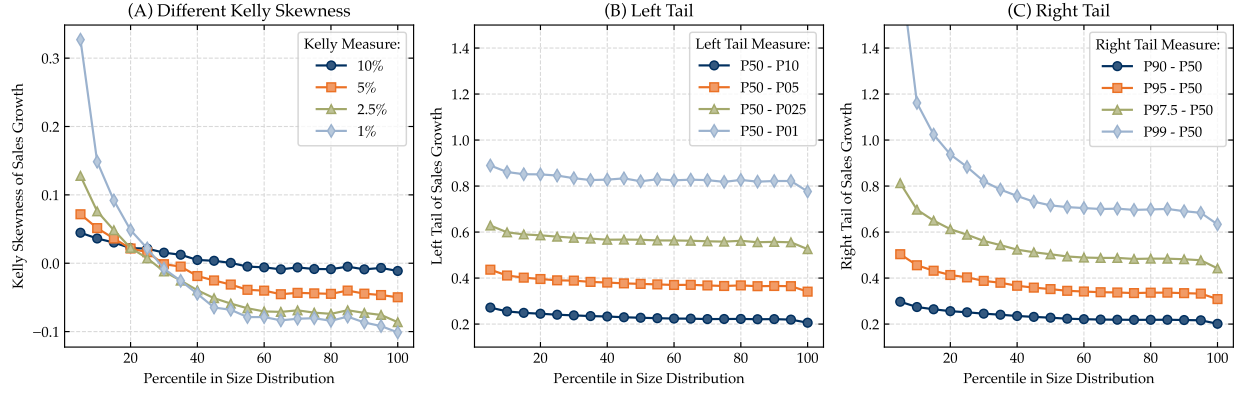 (A) Different Kelly Skewness
Kelly Skewness of Sales Growth
0.3
0.2
0.1
0.0
−0.1
Kelly Measure:
10%
5%
2.5%
1%
20
40
60
80
100
Percentile in Size Distribution
(B) Left Tail
Left Tail of Sales Growth
1.4
1.2
1.0
0.8
0.6
0.4
0.2
Left Tail Measure:
P50 - P10
P50 - P05
P50 - P025
P50 - P01
20
40
60
80
100
Percentile in Size Distribution
(C) Right Tail
Right Tail of Sales Growth
1.4
1.2
1.0
0.8
0.6
0.4
0.2
Right Tail Measure:
P90 - P50
P95 - P50
P97.5 - P50
P99 - P50
20
40
60
80
100
Percentile in Size Distribution